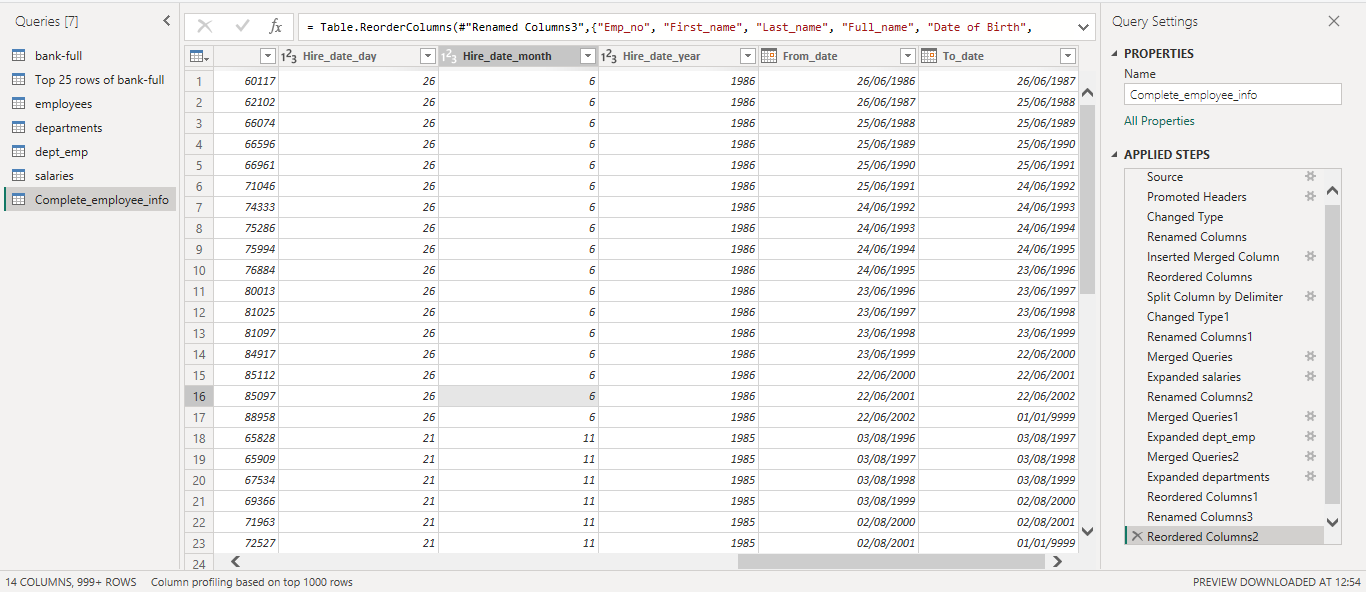 Queries [7]
bank-full
Top 25 rows of bank-full
employees
departments
dept_emp
salaries
Complete_employee_info
fx = Table.ReorderColumns(#"Renamed Columns3",{"Emp_no", "First_name", "Last_name", "Full_name", "Date of Birth",
1²3 Hire_date_day 1²3 Hire_date_month 1²3 Hire_date_year From_date To_date
1 60117 26 6 1986 26/06/1986 26/06/1987
2 62102 26 6 1986 26/06/1987 25/06/1988
3 66074 26 6 1986 25/06/1988 25/06/1989
4 66596 26 6 1986 25/06/1989 25/06/1990
5 66961 26 6 1986 25/06/1990 25/06/1991
6 71046 26 6 1986 25/06/1991 24/06/1992
7 74333 26 6 1986 24/06/1992 24/06/1993
8 75286 26 6 1986 24/06/1993 24/06/1994
9 75994 26 6 1986 24/06/1994 24/06/1995
10 76884 26 6 1986 24/06/1995 23/06/1996
11 80013 26 6 1986 23/06/1996 23/06/1997
12 81025 26 6 1986 23/06/1997 23/06/1998
13 81097 26 6 1986 23/06/1998 23/06/1999
14 84917 26 6 1986 23/06/1999 22/06/2000
15 85112 26 6 1986 22/06/2000 22/06/2001
16 85097 26 6 1986 22/06/2001 22/06/2002
17 88958 26 6 1986 22/06/2002 01/01/9999
18 65828 21 11 1985 03/08/1996 03/08/1997
19 65909 21 11 1985 03/08/1997 03/08/1998
20 67534 21 11 1985 03/08/1998 03/08/1999
21 69366 21 11 1985 03/08/1999 02/08/2000
22 71963 21 11 1985 02/08/2000 02/08/2001
23 72527 21 11 1985 02/08/2001 01/01/9999
24
Query Settings
PROPERTIES
Name
Complete_employee_info
All Properties
APPLIED STEPS
Source
Promoted Headers
Changed Type
Renamed Columns
Inserted Merged Column
Reordered Columns
Split Column by Delimiter
Changed Type1
Renamed Columns1
Merged Queries
Expanded salaries
Renamed Columns2
Merged Queries1
Expanded dept_emp
Merged Queries2
Expanded departments
Reordered Columns1
Renamed Columns3
Reordered Columns2
14 COLUMNS, 999+ ROWS Column profiling based on top 1000 rows PREVIEW DOWNLOADED AT 12:54